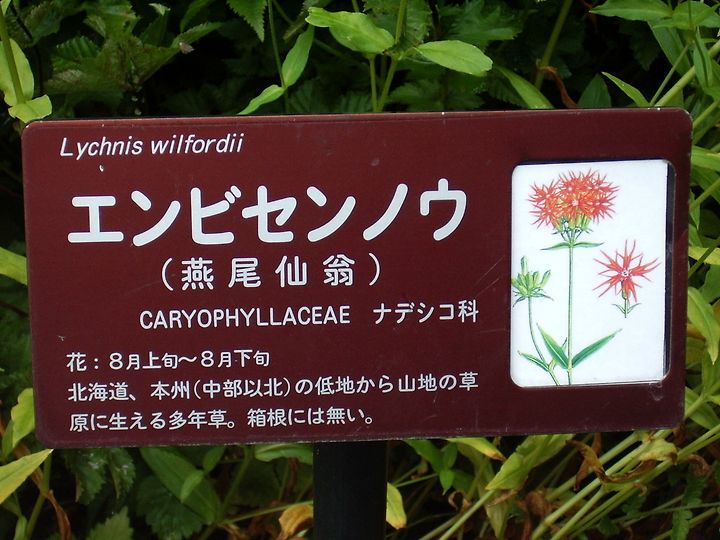 Lychnis wilfordii
エンビセンノウ
（燕尾仙翁）
CARYOPHYLLACEAE ナデシコ科
花：８月上旬〜８月下旬
北海道、本州（中部以北）の低地から山地の草
原に生える多年草。箱根には無い。